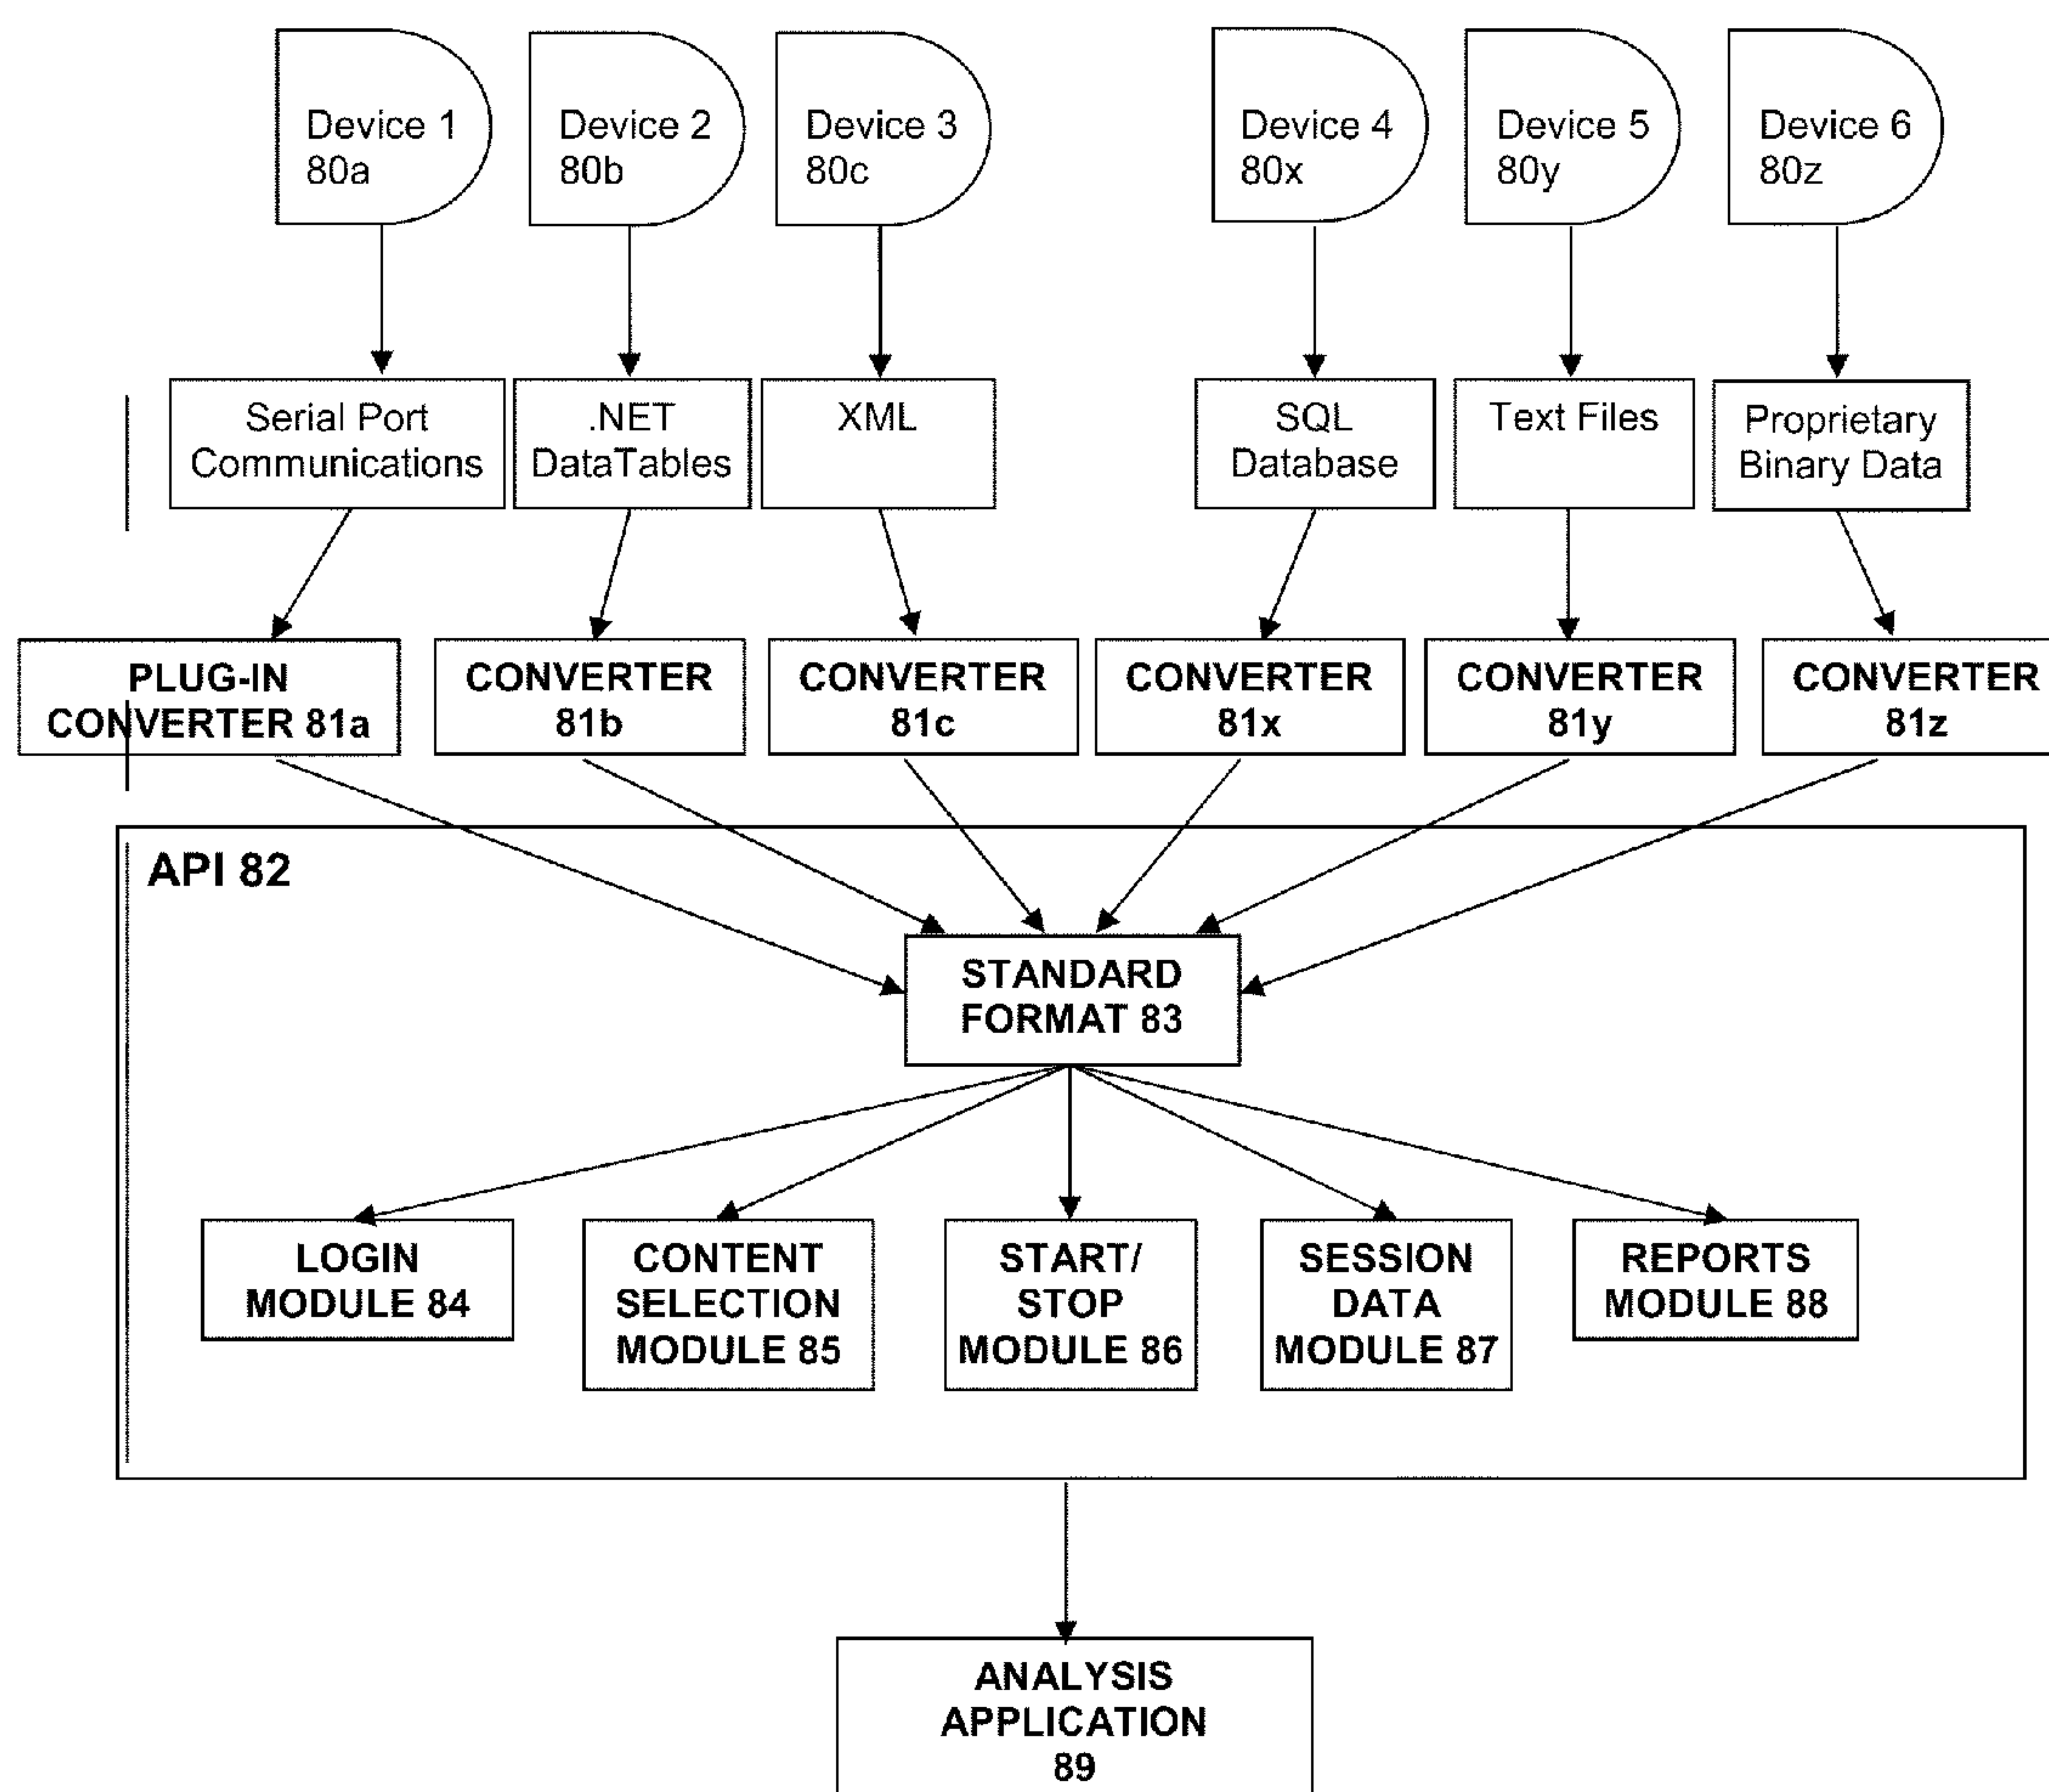 Device 1
80a
Device 2
80b
Device 3
80c
Device 4
80x
Device 5
80y
Device 6
80z
Serial Port
Communications
.NET
DataTables
XML
SQL
Database
Text Files
Proprietary
Binary Data
PLUG-IN
CONVERTER 81a
CONVERTER
81b
CONVERTER
81c
CONVERTER
81x
CONVERTER
81y
CONVERTER
81z
API 82
STANDARD
FORMAT 83
LOGIN
MODULE 84
CONTENT
SELECTION
MODULE 85
START/
STOP
MODULE 86
SESSION
DATA
MODULE 87
REPORTS
MODULE 88
ANALYSIS
APPLICATION
89